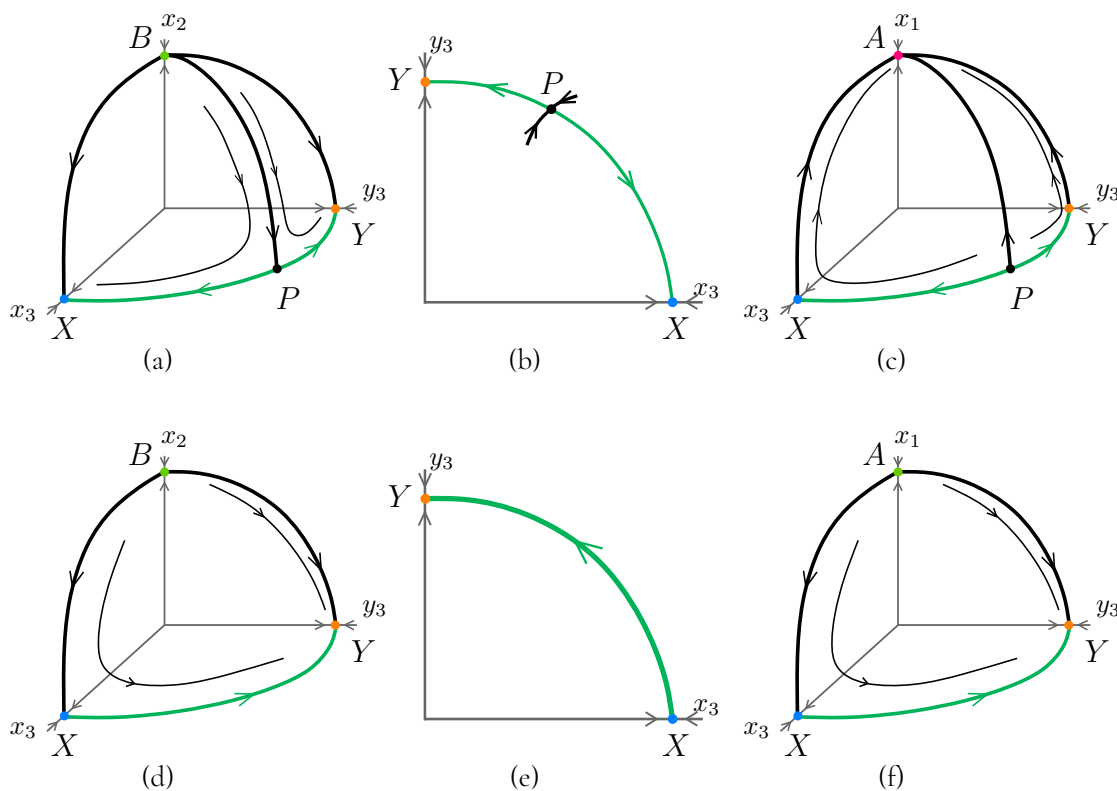 B x₂
y₃
Y
x₃
X
P
(a)
y₃
Y
P
x₃
X
(b)
A x₁
y₃
Y
x₃
X
P
(c)
B x₂
y₃
Y
x₃
X
(d)
y₃
Y
x₃
X
(e)
A x₁
y₃
Y
x₃
X
(f)